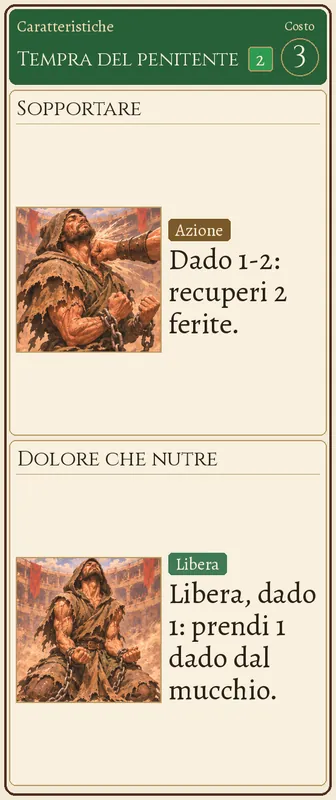 Caratteristiche
Costo
Tempra del penitente 2 3
Sopportare
Azione
Dado 1-2:
recuperi 2
ferite.
Dolore che nutre
Libera
Libera, dado
1: prendi 1
dado dal
mucchio.